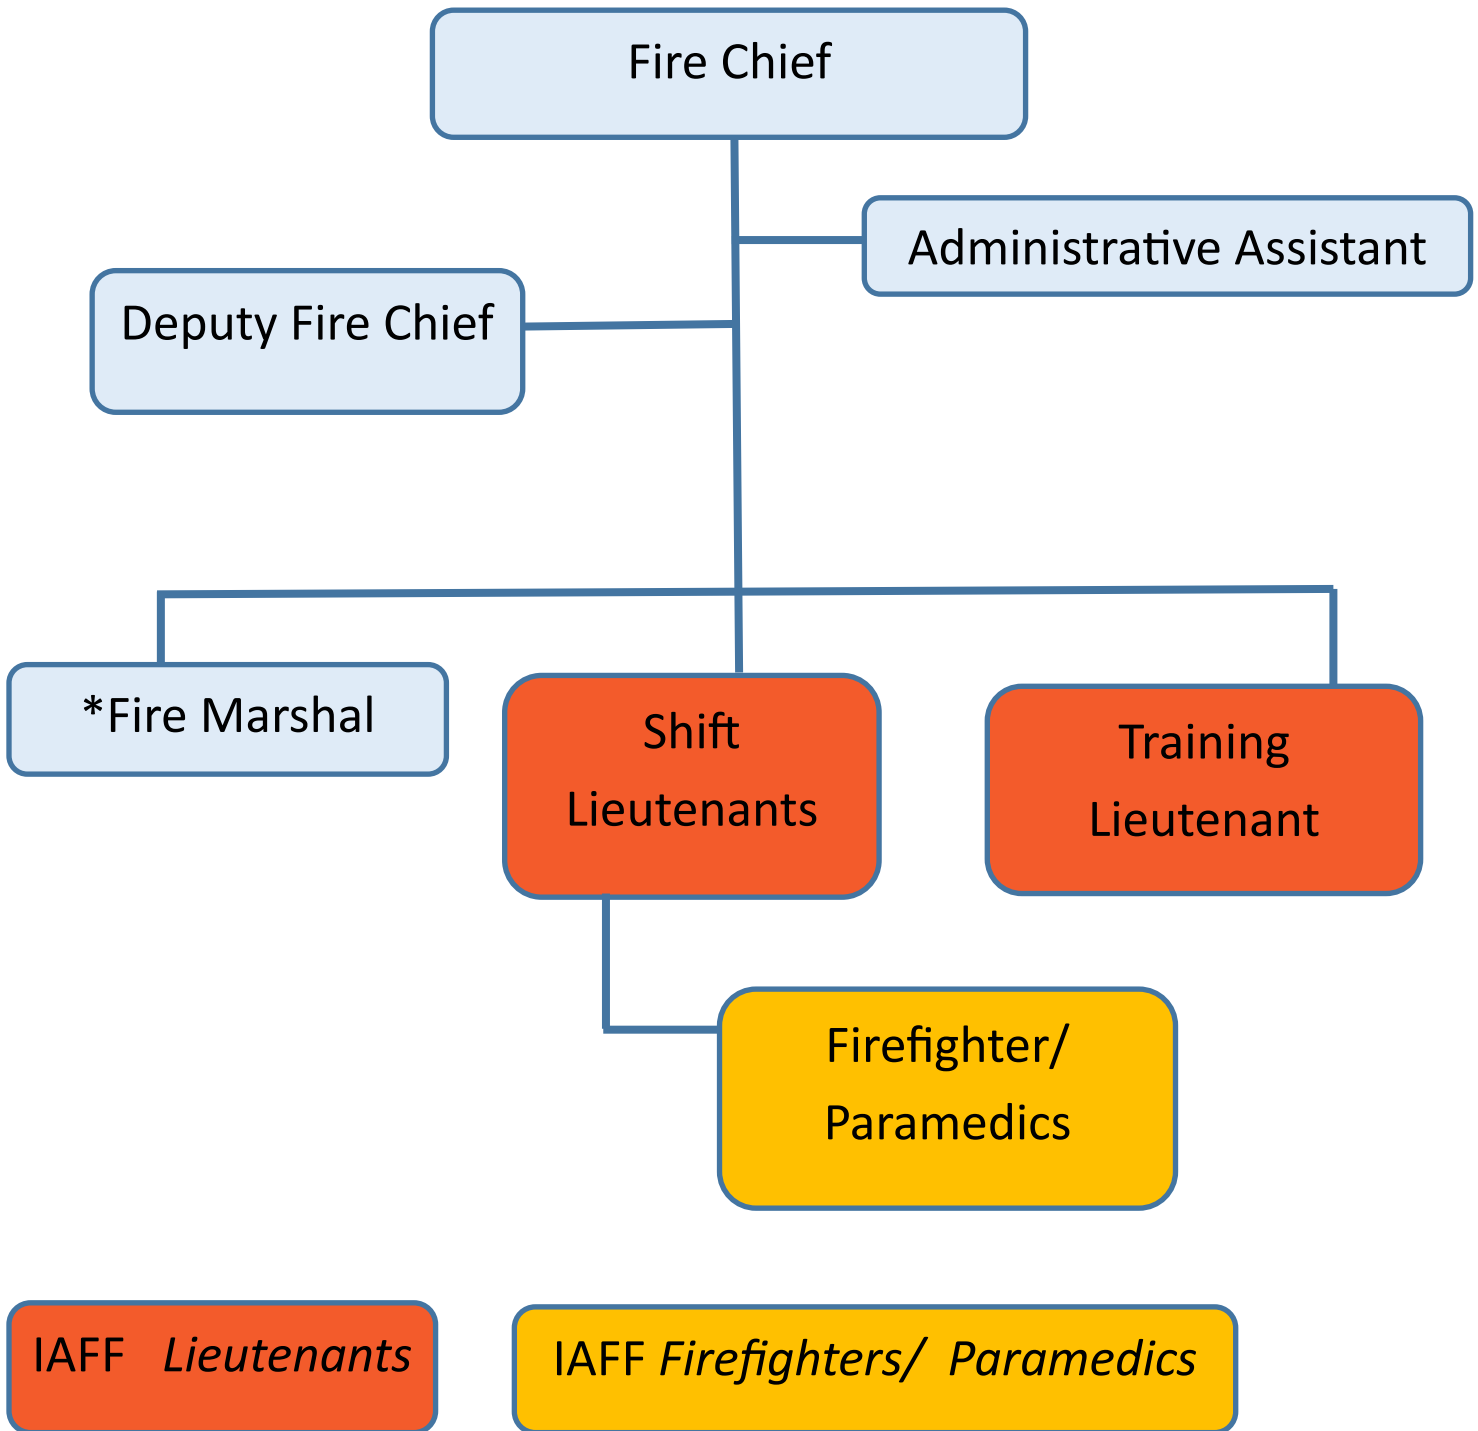 Fire Chief
Administrative Assistant
Deputy Fire Chief
*Fire Marshal
Shift
Lieutenants
Training
Lieutenant
Firefighter/
Paramedics
IAFF Lieutenants
IAFF Firefighters/ Paramedics